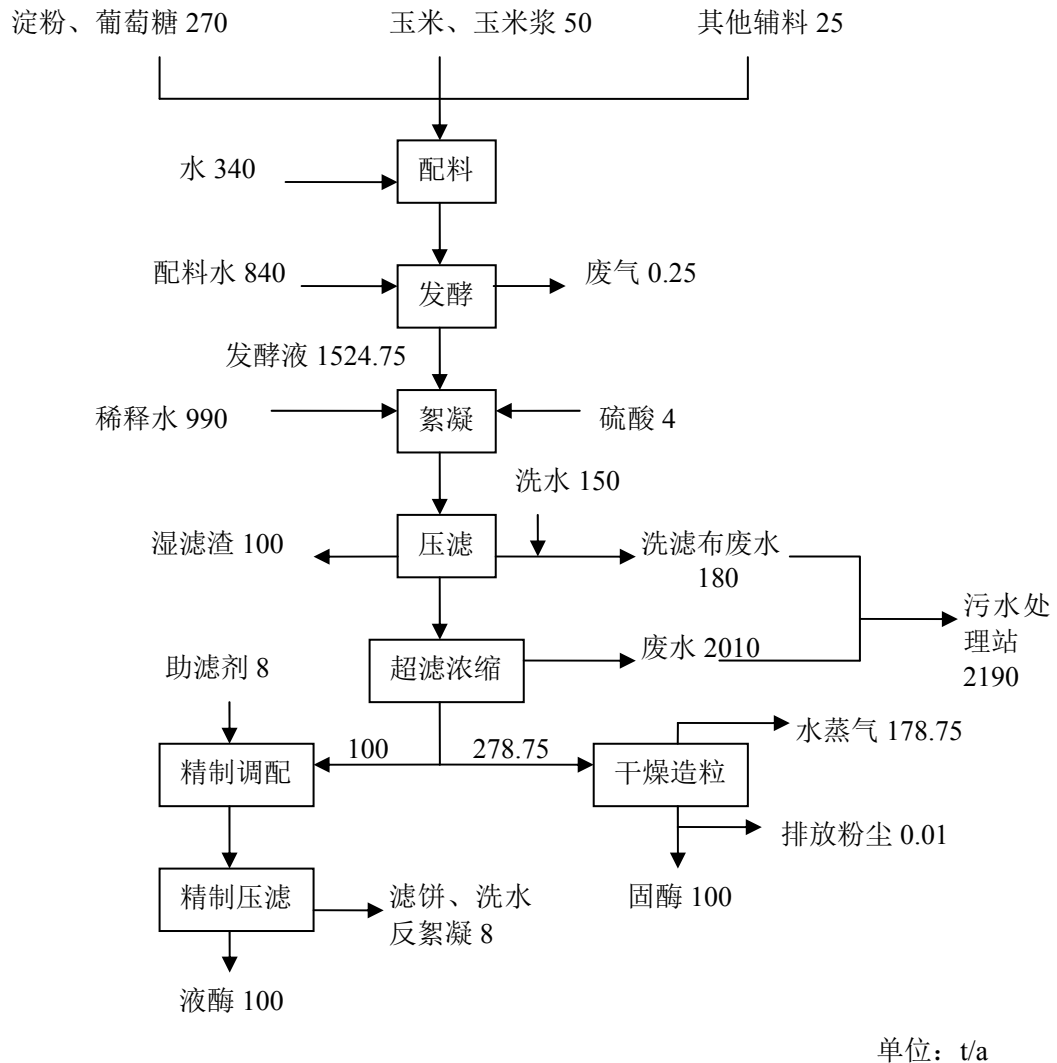 淀粉、葡萄糖 270
玉米、玉米浆 50
其他辅料 25
水 340
配料
配料水 840
发酵
废气 0.25
发酵液 1524.75
稀释水 990
絮凝
硫酸 4
洗水 150
湿滤渣 100
压滤
洗滤布废水
180
污水处
理站
2190
助滤剂 8
超滤浓缩
废水 2010
水蒸气 178.75
100
278.75
精制调配
干燥造粒
排放粉尘 0.01
精制压滤
滤饼、洗水
反絮凝 8
固酶 100
液酶 100
单位：t/a